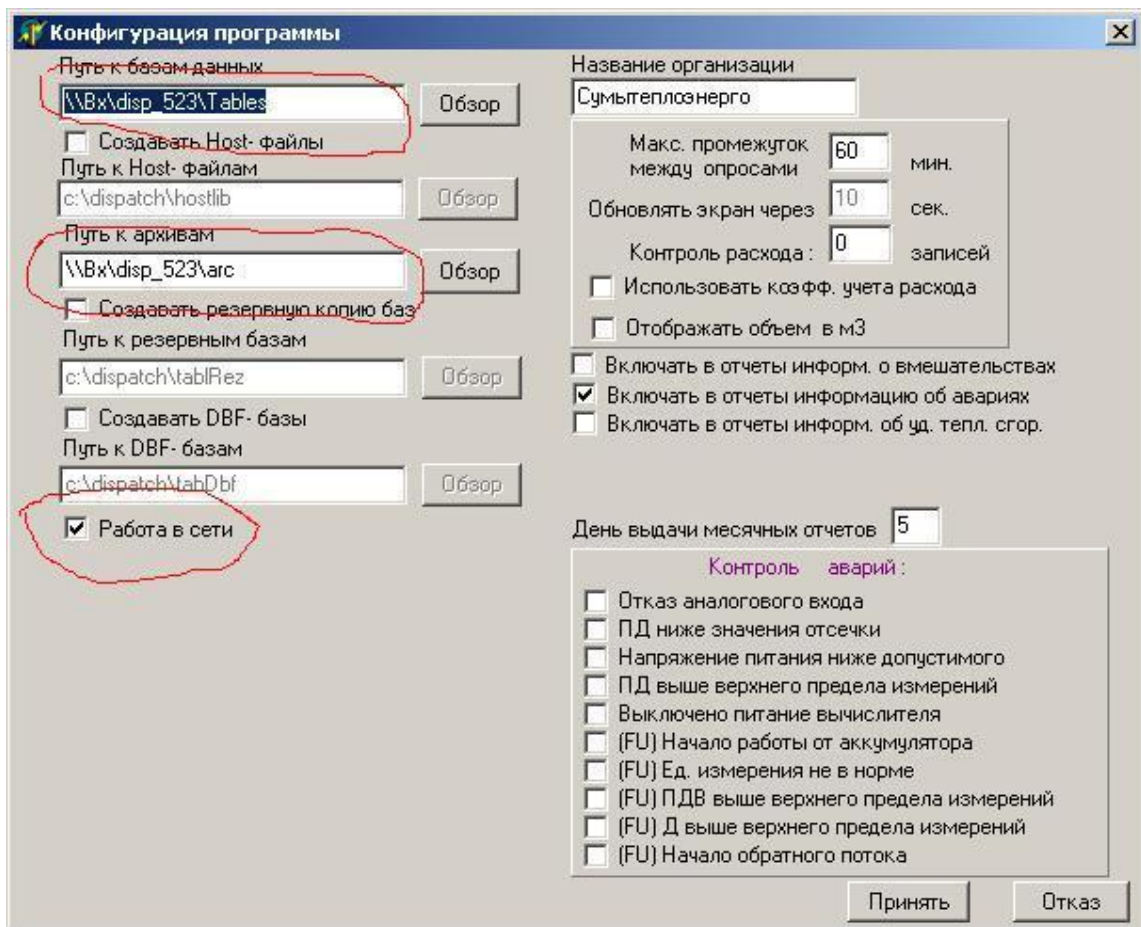 Конфигурация программы
Путь к базам данных
\\Bx\disp_523\Tables
Обзор
Создавать Host- файлы
Путь к Host- файлам
c:\dispatch\hostlib
Обзор
Путь к архивам
\\Bx\disp_523\arc
Обзор
Создавать резервную копию баз
Путь к резервным базам
c:\dispatch\tablRez
Обзор
Создавать DBF- базы
Путь к DBF- базам
c:\dispatch\tabDbf
Обзор
Работа в сети
Название организации
Сумытеплоэнерго
Макс. промежуток
между опросами
60
мин.
Обновлять экран через
10
сек.
Контроль расхода :
0
записей
Использовать коэфф. учета расхода
Отображать объем в м3
Включать в отчеты информ. о вмешательствах
Включать в отчеты информацию об авариях
Включать в отчеты информ. об уд. тепл. сгор.
День выдачи месячных отчетов
5
Контроль аварий :
Отказ аналогового входа
ПД ниже значения отсечки
Напряжение питания ниже допустимого
ПД выше верхнего предела измерений
Выключено питание вычислителя
(FU) Начало работы от аккумулятора
(FU) Ед. измерения не в норме
(FU) ПДВ выше верхнего предела измерений
(FU) Д выше верхнего предела измерений
(FU) Начало обратного потока
Принять
Отказ